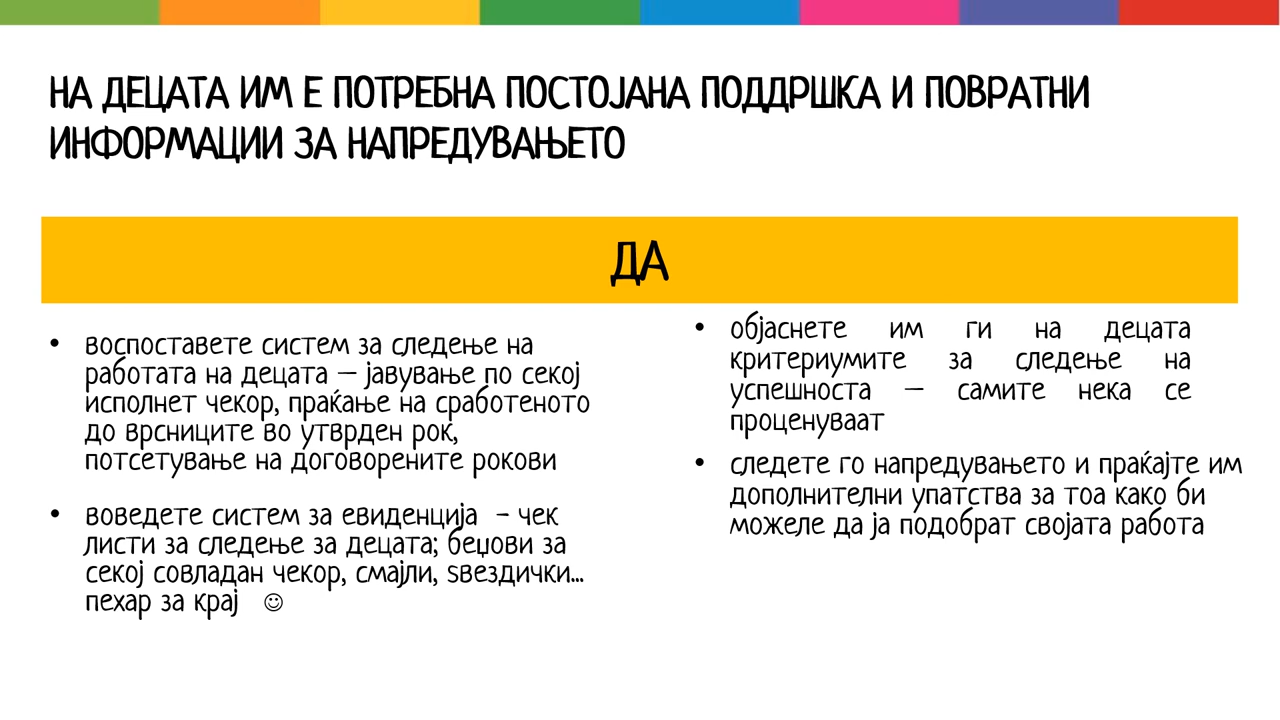 НА ДЕЦАТА ИМ Е ПОТРЕБНА ПОСТОЈАНА ПОДДРШКА И ПОВРАТНИ
ИНФОРМАЦИИ ЗА НАПРЕДУВАЊЕТО
ДА
• воспоставете систем за следење на
работата на децата – јавување по секој
исполнет чекор, праќање на сработеното
до врсниците во утврден рок,
потсетување на договорените рокови
• воведете систем за евиденција - чек
листи за следење за децата; беџови за
секој совладан чекор, смајли, ѕвездички...
пехар за крај ☺
• објаснете им ги на децата
критериумите за следење на
успешноста – самите нека се
проценуваат
• следете го напредувањето и праќајте им
дополнителни упатства за тоа како би
можеле да ја подобрат својата работа